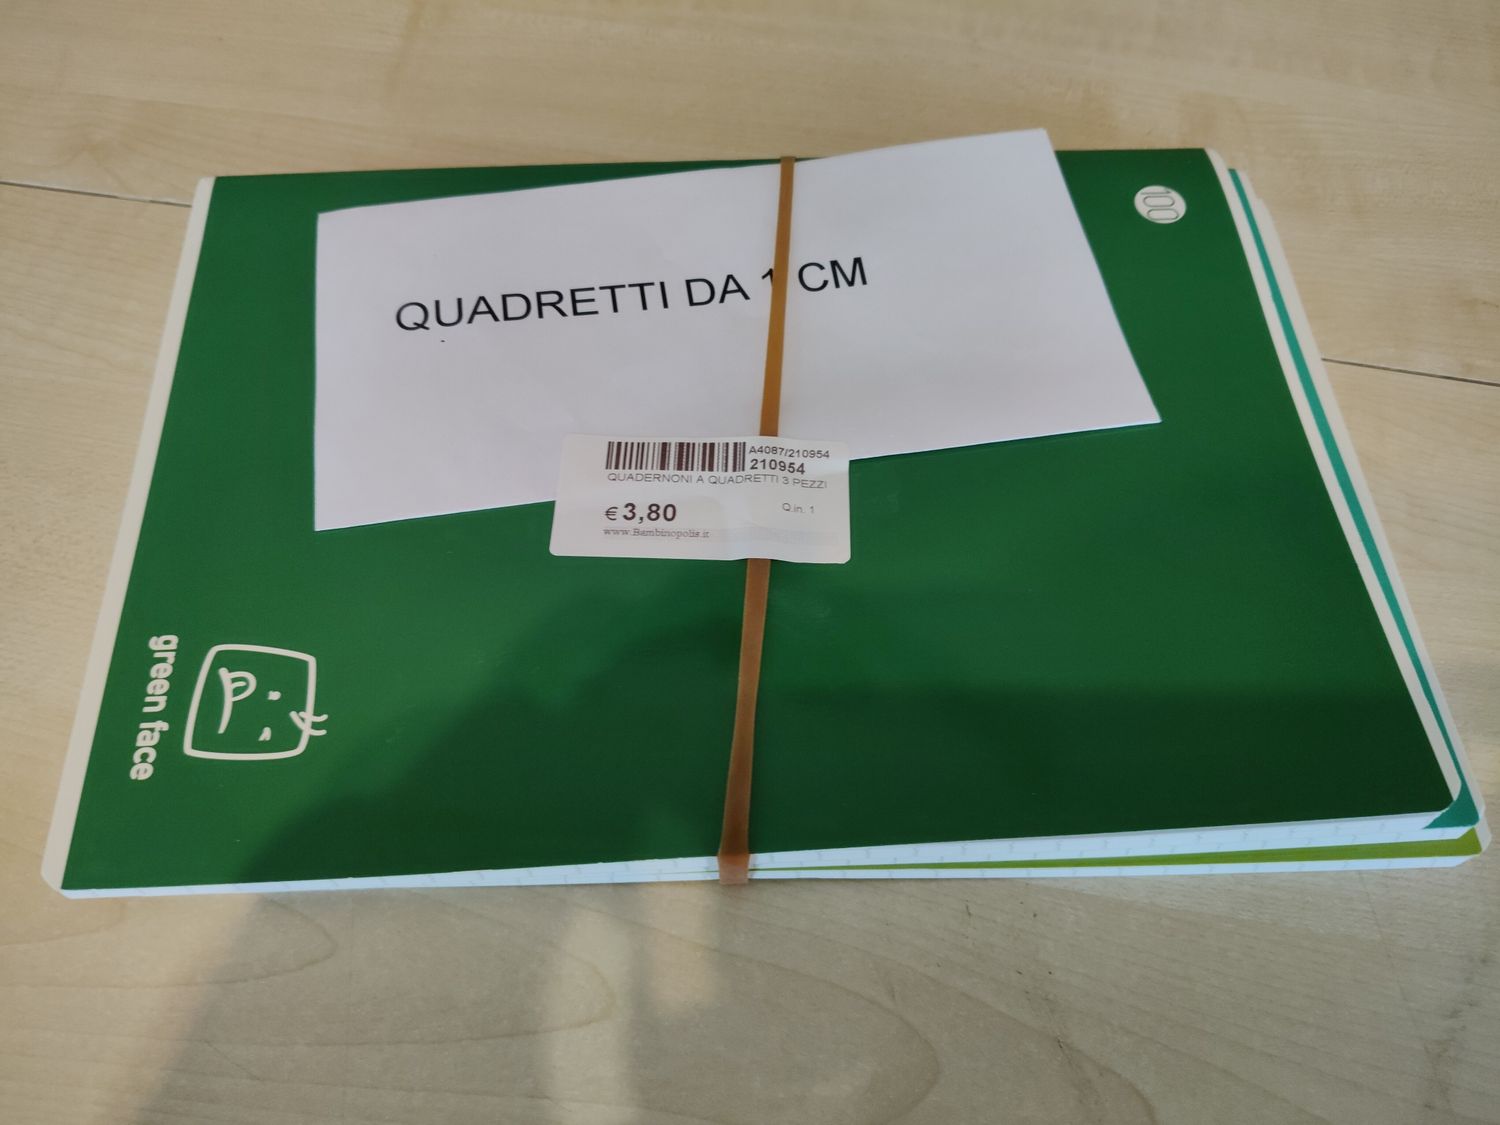 QUADRETTI DA 1 CM
100
A4087/210954
210954
QUADERNONI A QUADRETTI 3 PEZZI
€ 3,80
Q.in. 1
www.Bambinopolis.it
green face